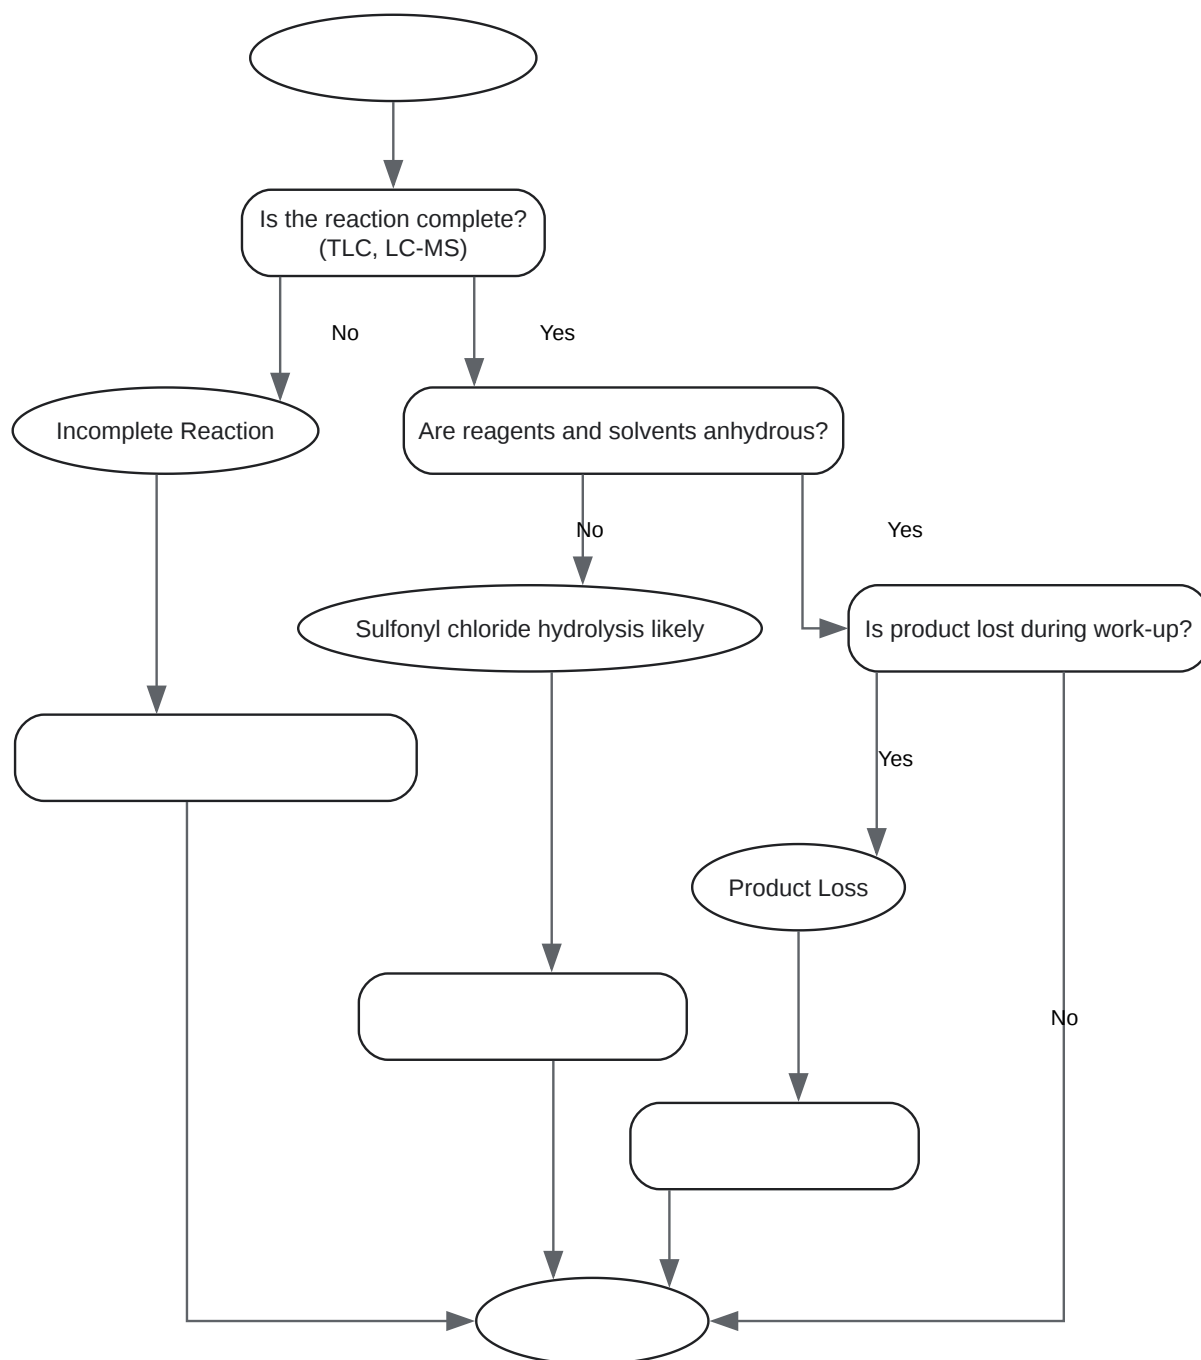 Is the reaction complete?
(TLC, LC-MS)
No
Yes
Incomplete Reaction
Are reagents and solvents anhydrous?
No
Yes
Sulfonyl chloride hydrolysis likely
Is product lost during work-up?
Yes
Product Loss
No